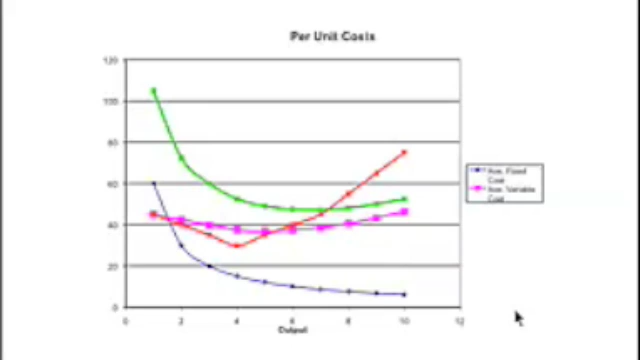 Per Unit Costs
120
100
80
60
40
20
0
0 2 4 6 8 10 12
Output
Ave. Fixed
Cost
Ave. Variable
Cost